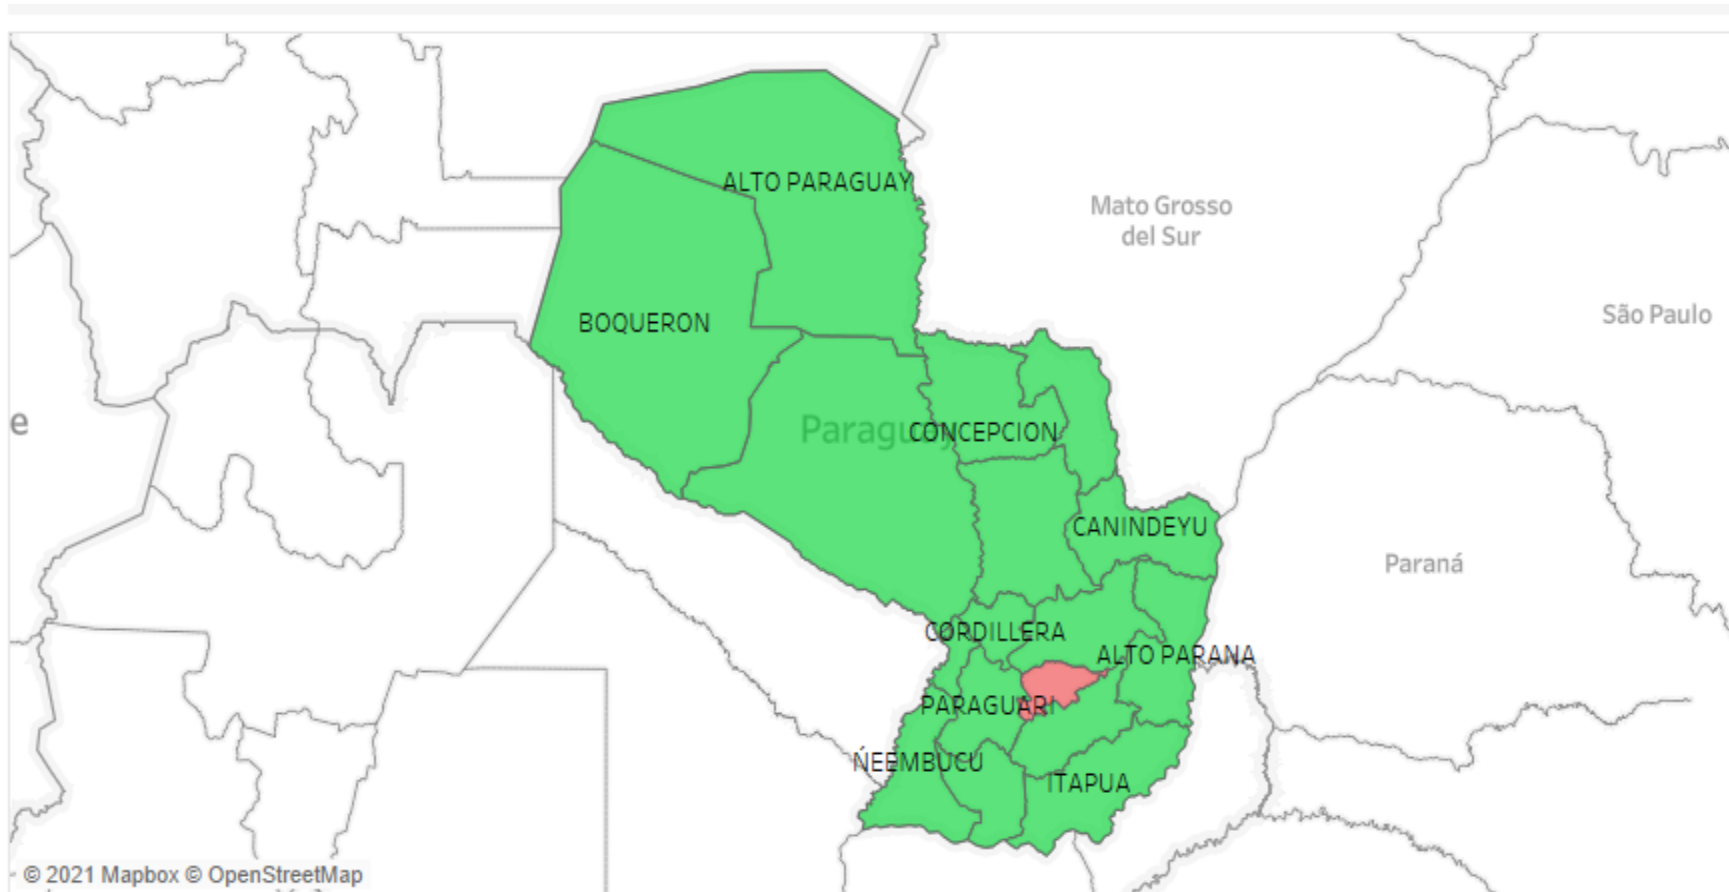 ALTO PARAGUAY
Mato Grosso
del Sur
São Paulo
BOQUERON
e
Paraguay
CONCEPCION
CANINDEYU
Paraná
CORDILLERA
ALTO PARANA
PARAGUARI
ŃEEMBUCU
ITAPUA
© 2021 Mapbox © OpenStreetMap